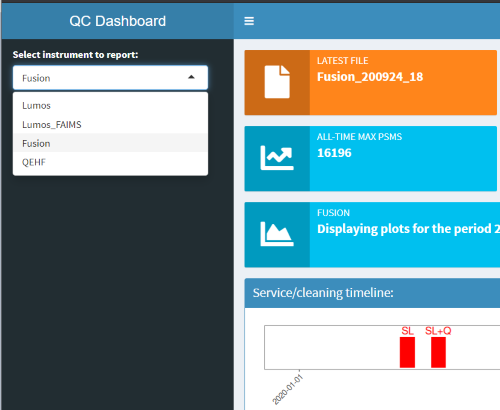 QC Dashboard
Select instrument to report:
Fusion
Lumos
Lumos_FAIMS
Fusion
QEHF
LATEST FILE
Fusion_200924_18
ALL-TIME MAX PSMS
16196
FUSION
Displaying plots for the period 2
Service/cleaning timeline:
SL SL+Q
2020-01-01